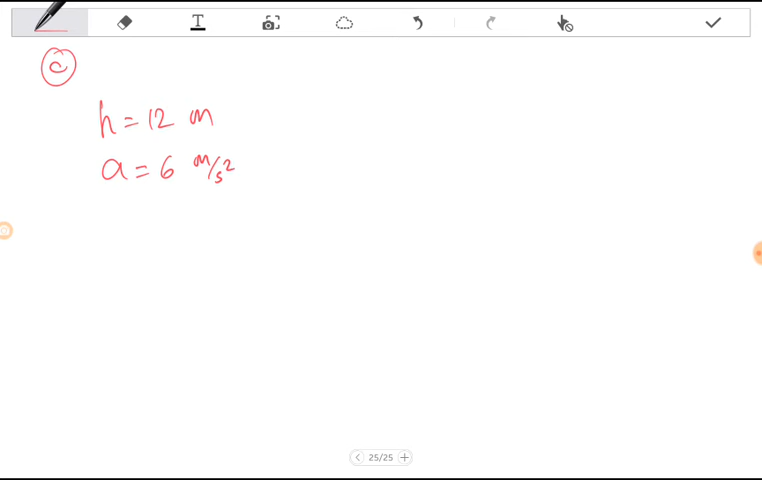 T
c
h = 12 m
a = 6 m/s²
25/25